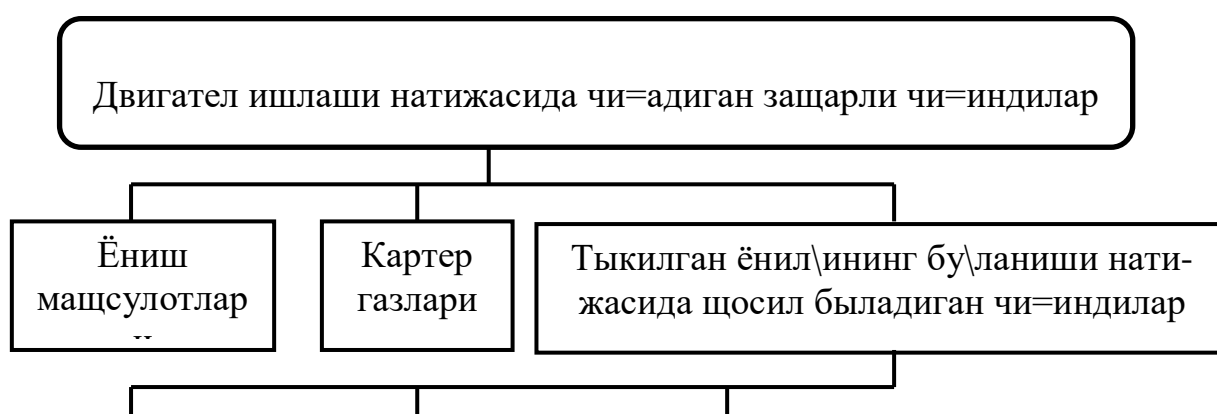 Двигател ишлаши натижасида чи=адиган защарли чи=индилар
Ёниш
мащсулотлар
Картер
газлари
Тыкилган ёнил\ининг бу\ланиши нати-
жасида щосил быладиган чи=индилар